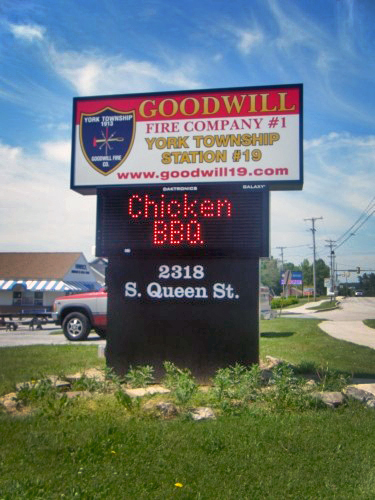 GOODWILL
FIRE COMPANY #1
YORK TOWNSHIP
STATION #19
www.goodwill19.com
YORK TOWNSHIP
1913
GOODWILL FIRE
CO.
DAKTRONICS GALAXY
Chicken
BBQ
2318
S. Queen St.